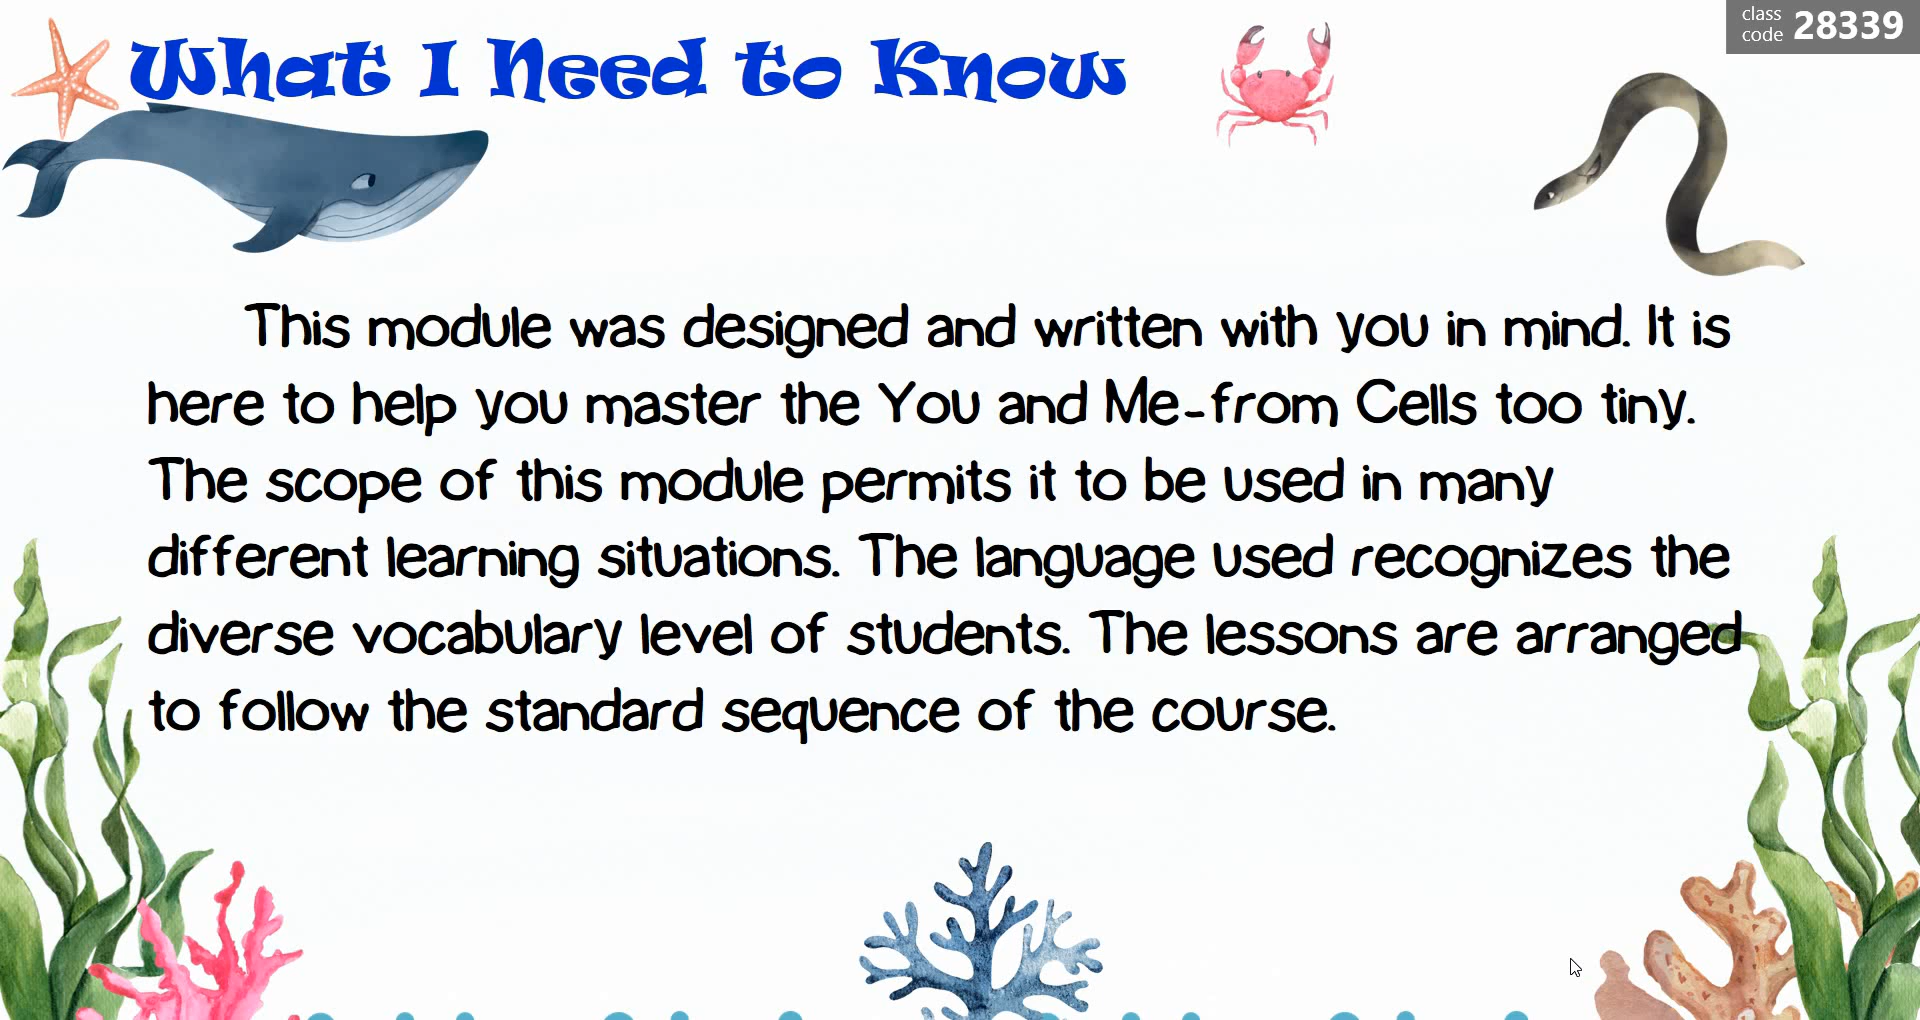 What I Need to Know
class
code 28339
This module was designed and written with you in mind. It is
here to help you master the You and Me-from Cells too tiny.
The scope of this module permits it to be used in many
different learning situations. The language used recognizes the
diverse vocabulary level of students. The lessons are arranged
to follow the standard sequence of the course.